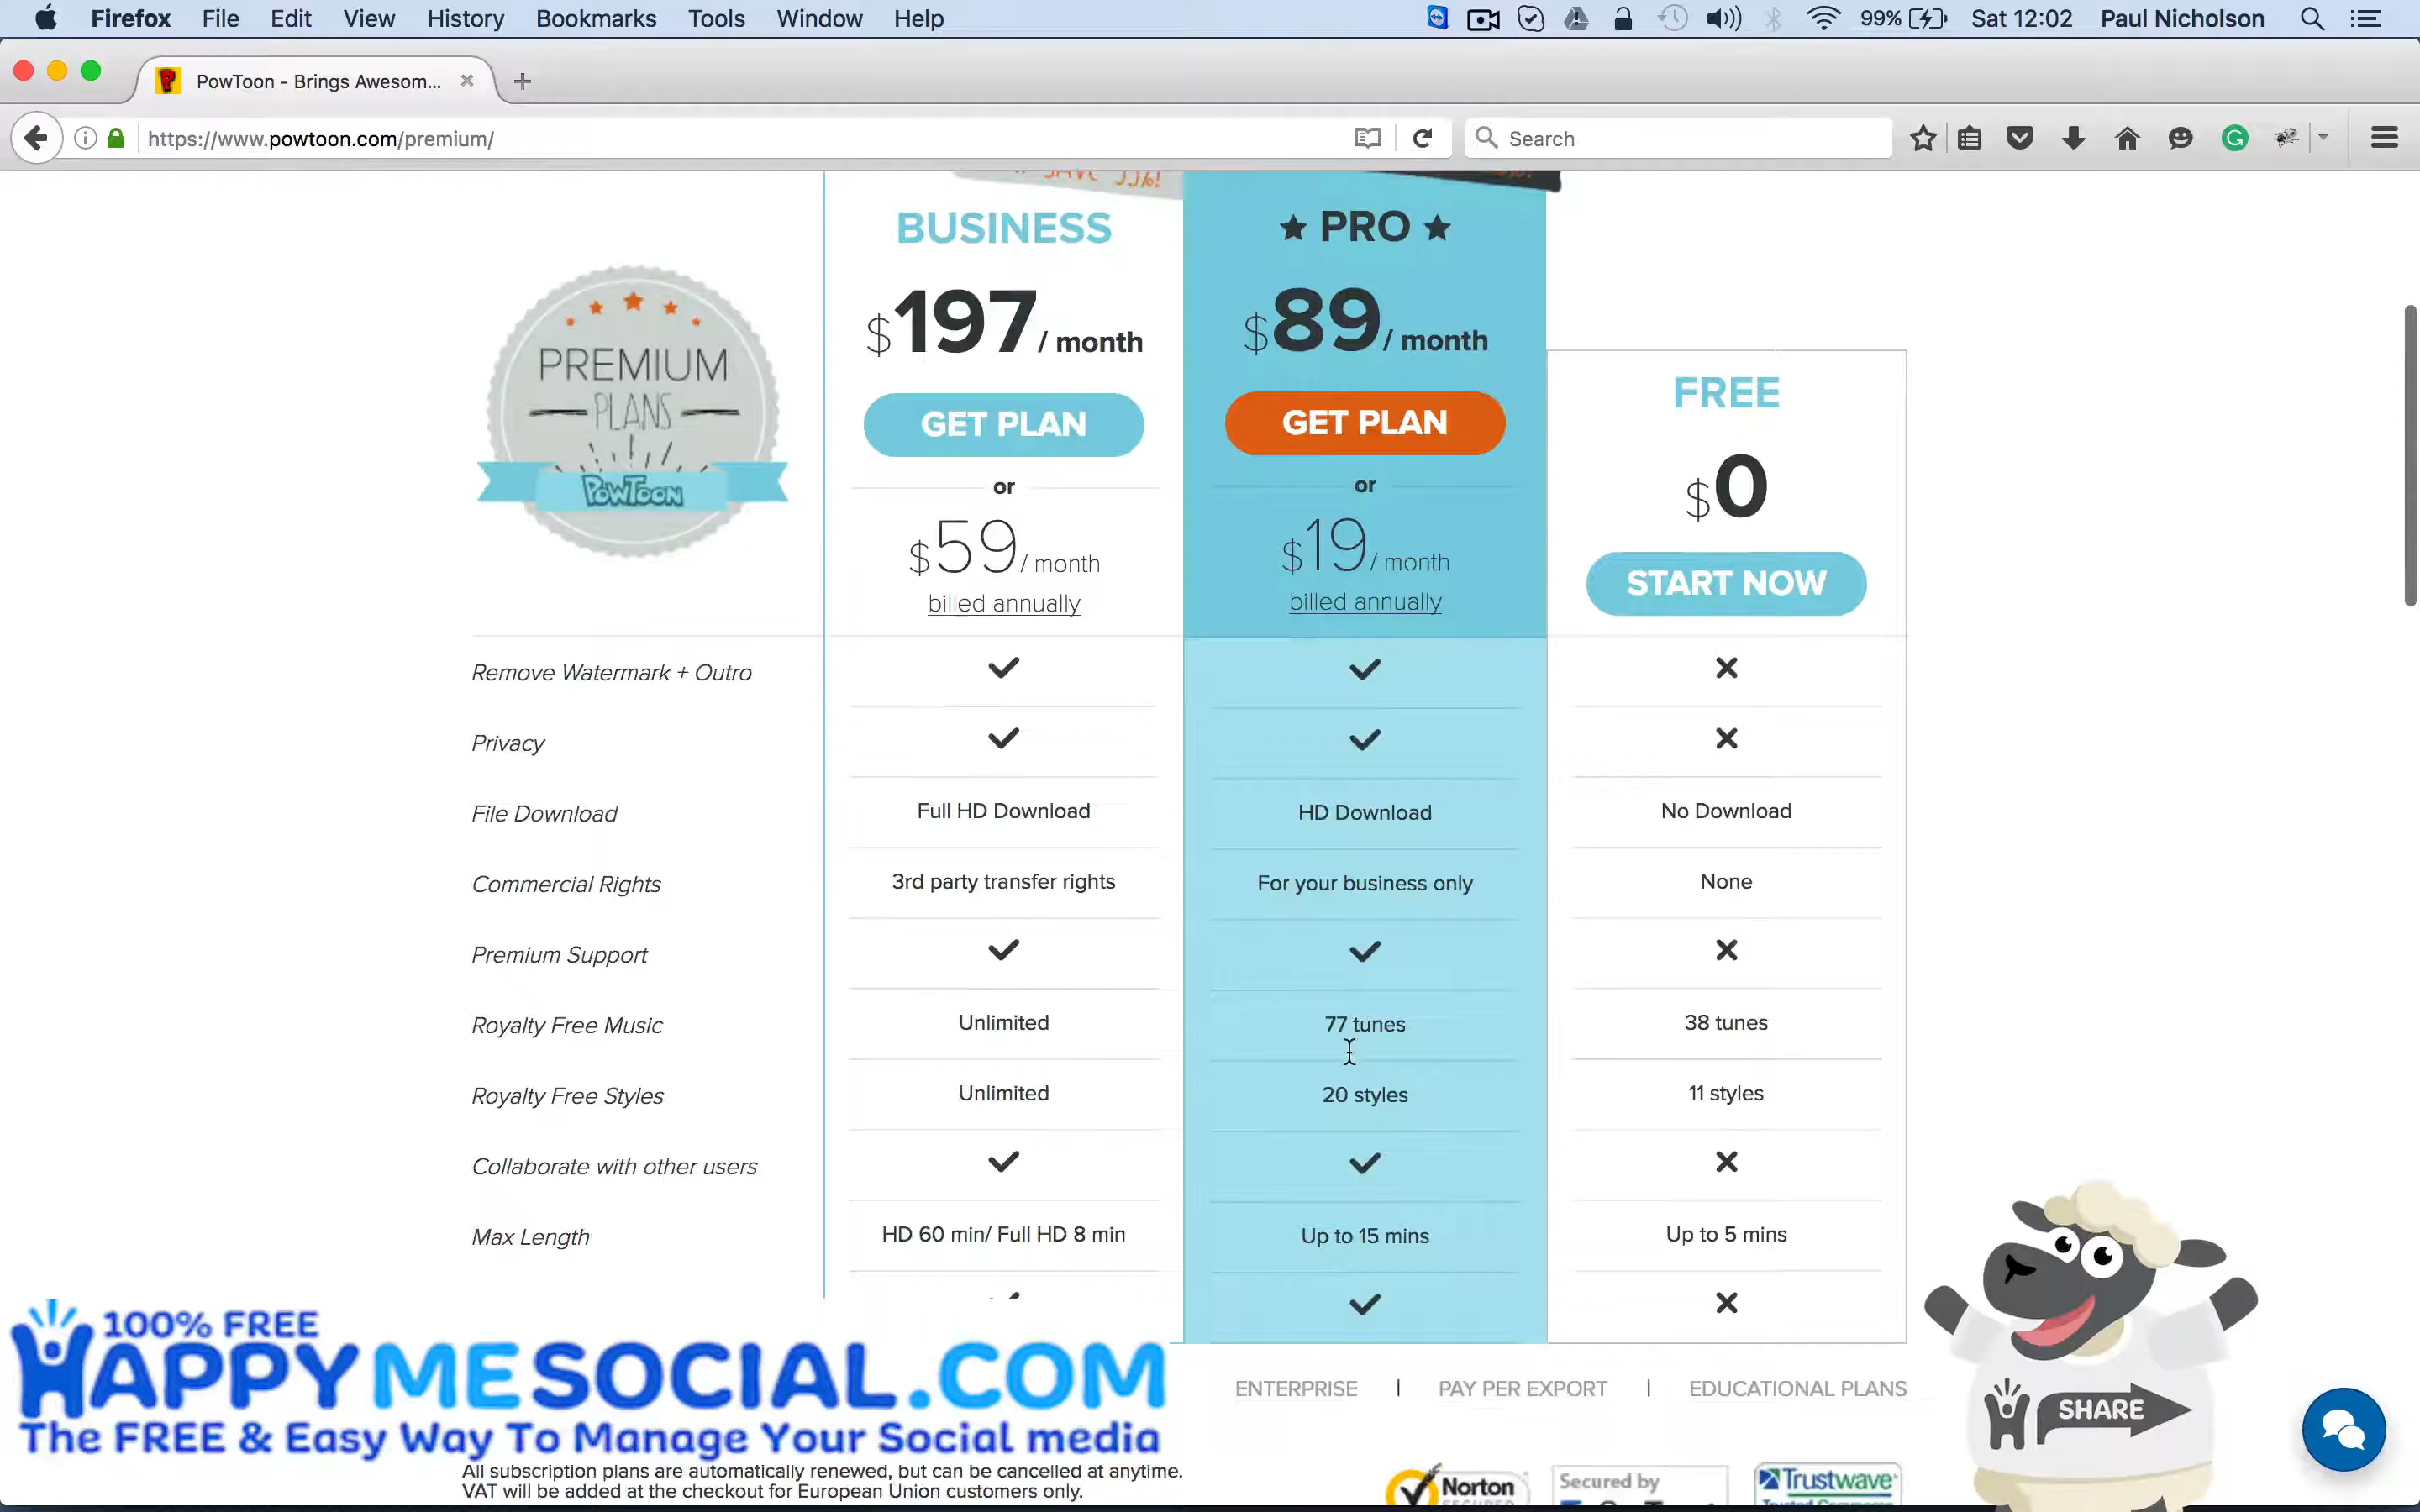 Firefox File Edit View History Bookmarks Tools Window Help 99% Sat 12:02 Paul Nicholson
PowToon - Brings Awesom...
https://www.powtoon.com/premium/ Search
BUSINESS
$197/ month
GET PLAN
or
$59/ month
billed annually
★ PRO ★
$89/ month
GET PLAN
or
$19/ month
billed annually
FREE
$0
START NOW
PREMIUM
PLANS
POWTOON
Remove Watermark + Outro ✓ ✓ ✕
Privacy ✓ ✓ ✕
File Download Full HD Download HD Download No Download
Commercial Rights 3rd party transfer rights For your business only None
Premium Support ✓ ✓ ✕
Royalty Free Music Unlimited 77 tunes 38 tunes
Royalty Free Styles Unlimited 20 styles 11 styles
Collaborate with other users ✓ ✓ ✕
Max Length HD 60 min/ Full HD 8 min Up to 15 mins Up to 5 mins
100% FREE
HAPPYMESOCIAL.COM
The FREE & Easy Way To Manage Your Social media
ENTERPRISE | PAY PER EXPORT | EDUCATIONAL PLANS
SHARE
All subscription plans are automatically renewed, but can be cancelled at anytime.
VAT will be added at the checkout for European Union customers only.
Norton
Secured by
Trustwave